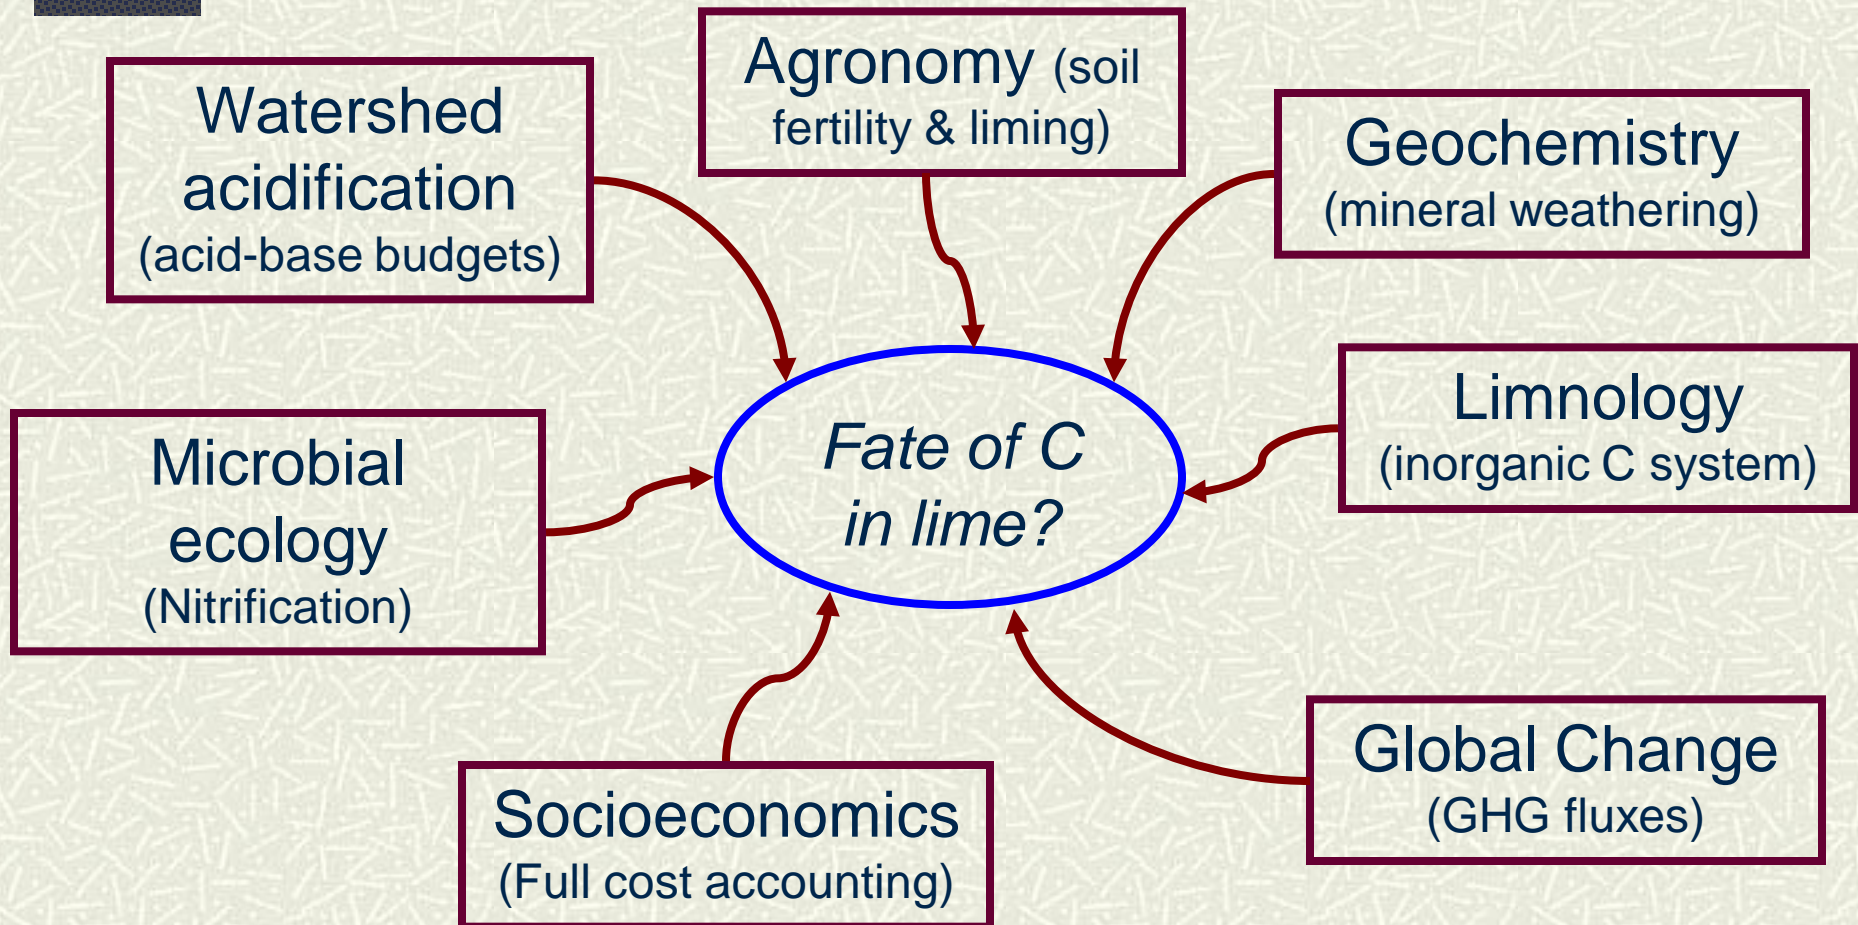 Agronomy (soil
fertility & liming)
Watershed
acidification
(acid-base budgets)
Geochemistry
(mineral weathering)
Limnology
(inorganic C system)
Microbial
ecology
(Nitrification)
Fate of C
in lime?
Global Change
(GHG fluxes)
Socioeconomics
(Full cost accounting)